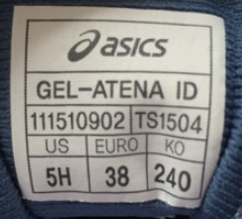 asics
GEL-ATENA ID
111510902 TS1504
US EURO KO
5H 38 240